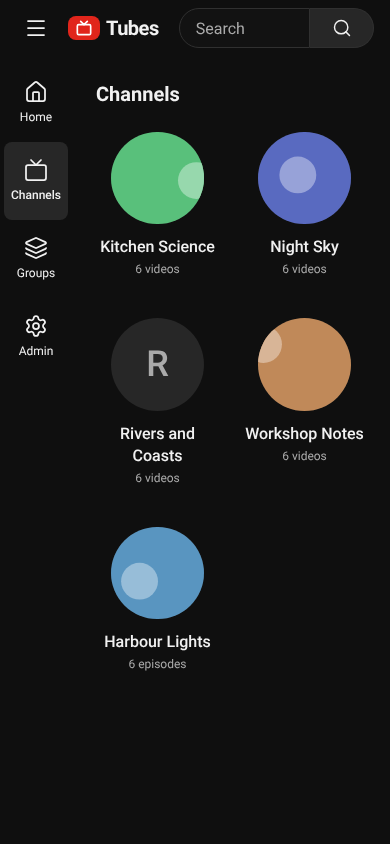 Tubes
Search
Home
Channels
Groups
Admin
Channels
Kitchen Science
6 videos
Night Sky
6 videos
R
Rivers and
Coasts
6 videos
Workshop Notes
6 videos
Harbour Lights
6 episodes